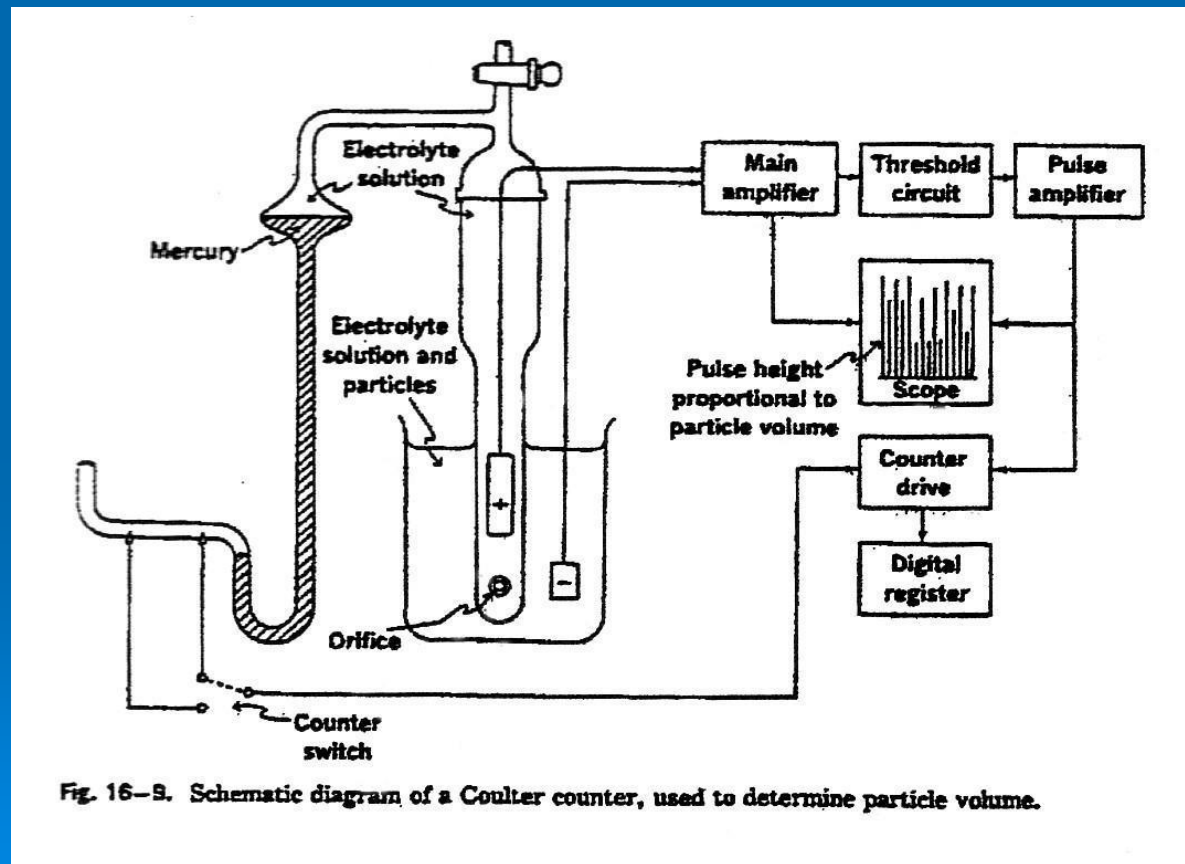 Electrolyte
solution
Mercury
Electrolyte
solution and
particles
+
-
Orifice
Counter
switch
Main
amplifier
Threshold
circuit
Pulse
amplifier
Pulse height
proportional to
particle volume
Scope
Counter
drive
Digital
register
Fig. 16–9. Schematic diagram of a Coulter counter, used to determine particle volume.